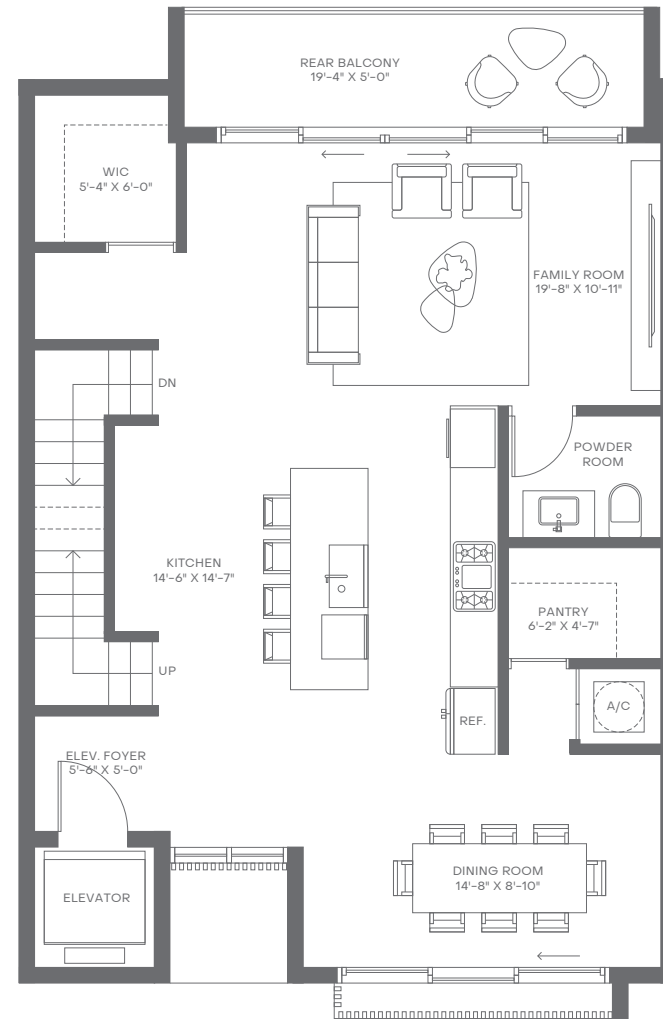 REAR BALCONY
19'-4" X 5'-0"
WIC
5'-4" X 6'-0"
FAMILY ROOM
19'-8" X 10'-11"
DN
POWDER
ROOM
KITCHEN
14'-6" X 14'-7"
PANTRY
6'-2" X 4'-7"
UP
A/C
REF.
ELEV. FOYER
5'-6" X 5'-0"
DINING ROOM
14'-8" X 8'-10"
ELEVATOR